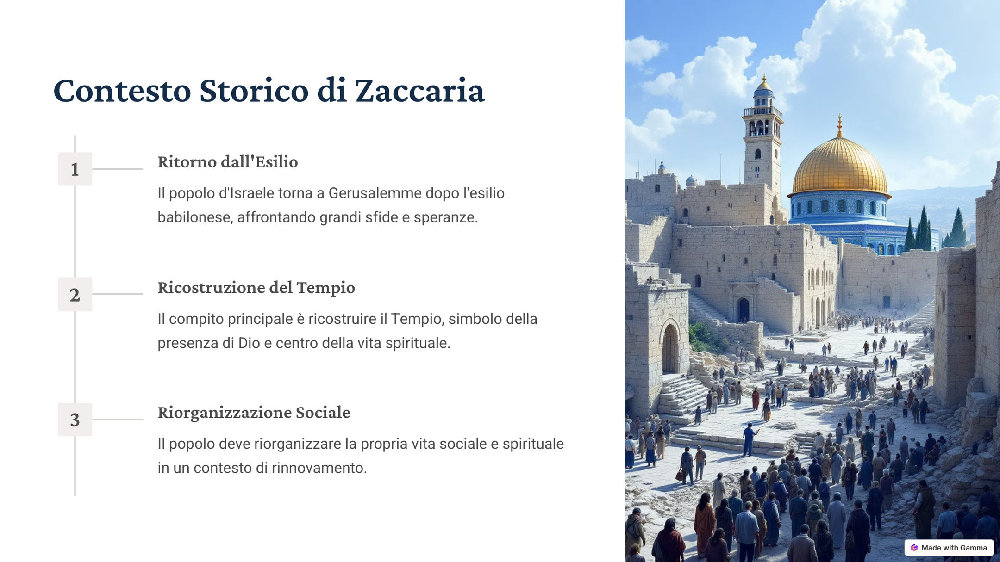 Contesto Storico di Zaccaria
1
Ritorno dall'Esilio
Il popolo d'Israele torna a Gerusalemme dopo l'esilio
babilonese, affrontando grandi sfide e speranze.
2
Ricostruzione del Tempio
Il compito principale è ricostruire il Tempio, simbolo della
presenza di Dio e centro della vita spirituale.
3
Riorganizzazione Sociale
Il popolo deve riorganizzare la propria vita sociale e spirituale
in un contesto di rinnovamento.
Made with Gamma